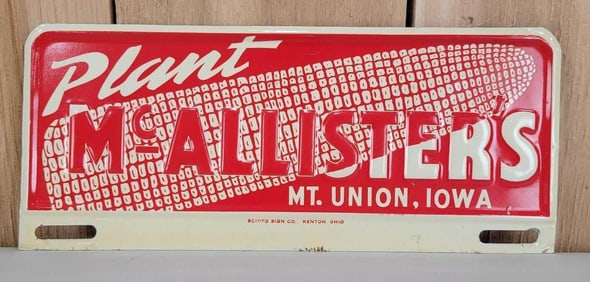 Plant
McALLISTER'S
MT. UNION, IOWA
SCIOTO SIGN CO., KENTON, OHIO